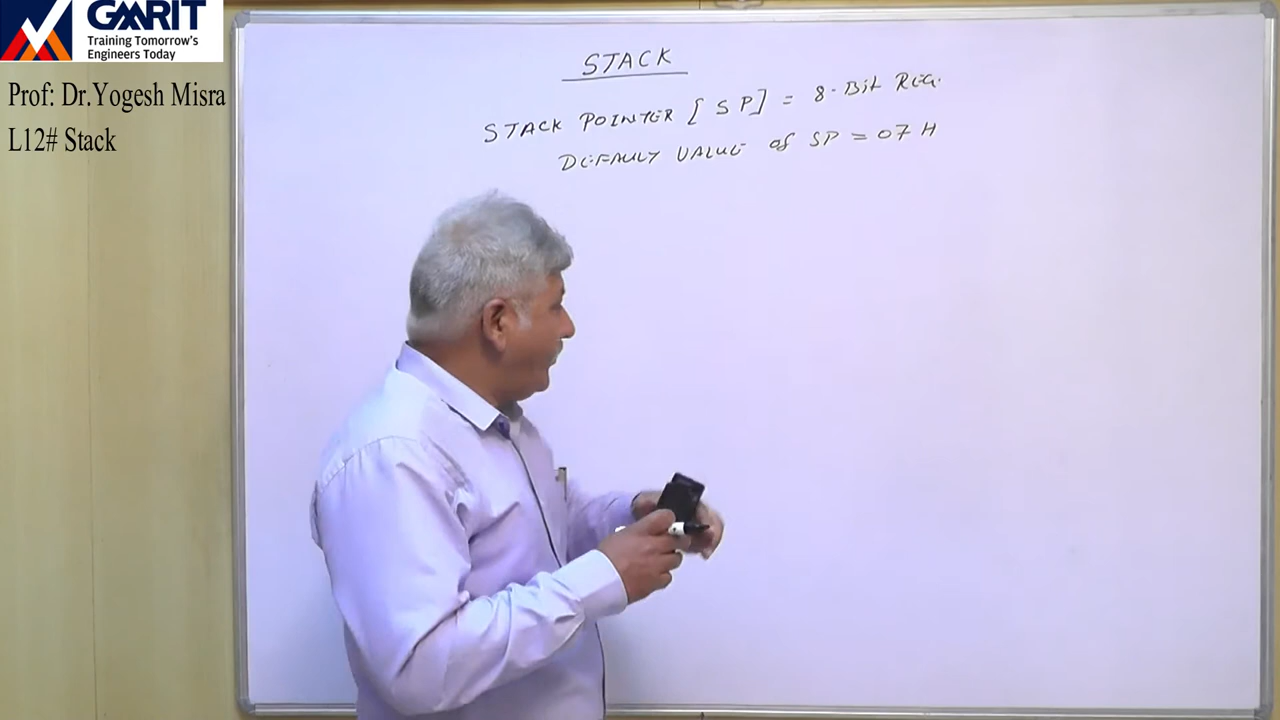 GMRIT
Training Tomorrow's
Engineers Today
Prof: Dr.Yogesh Misra
L12# Stack
STACK
STACK POINTER [SP] = 8-Bit REG.
DEFAULT VALUE of SP = 07 H